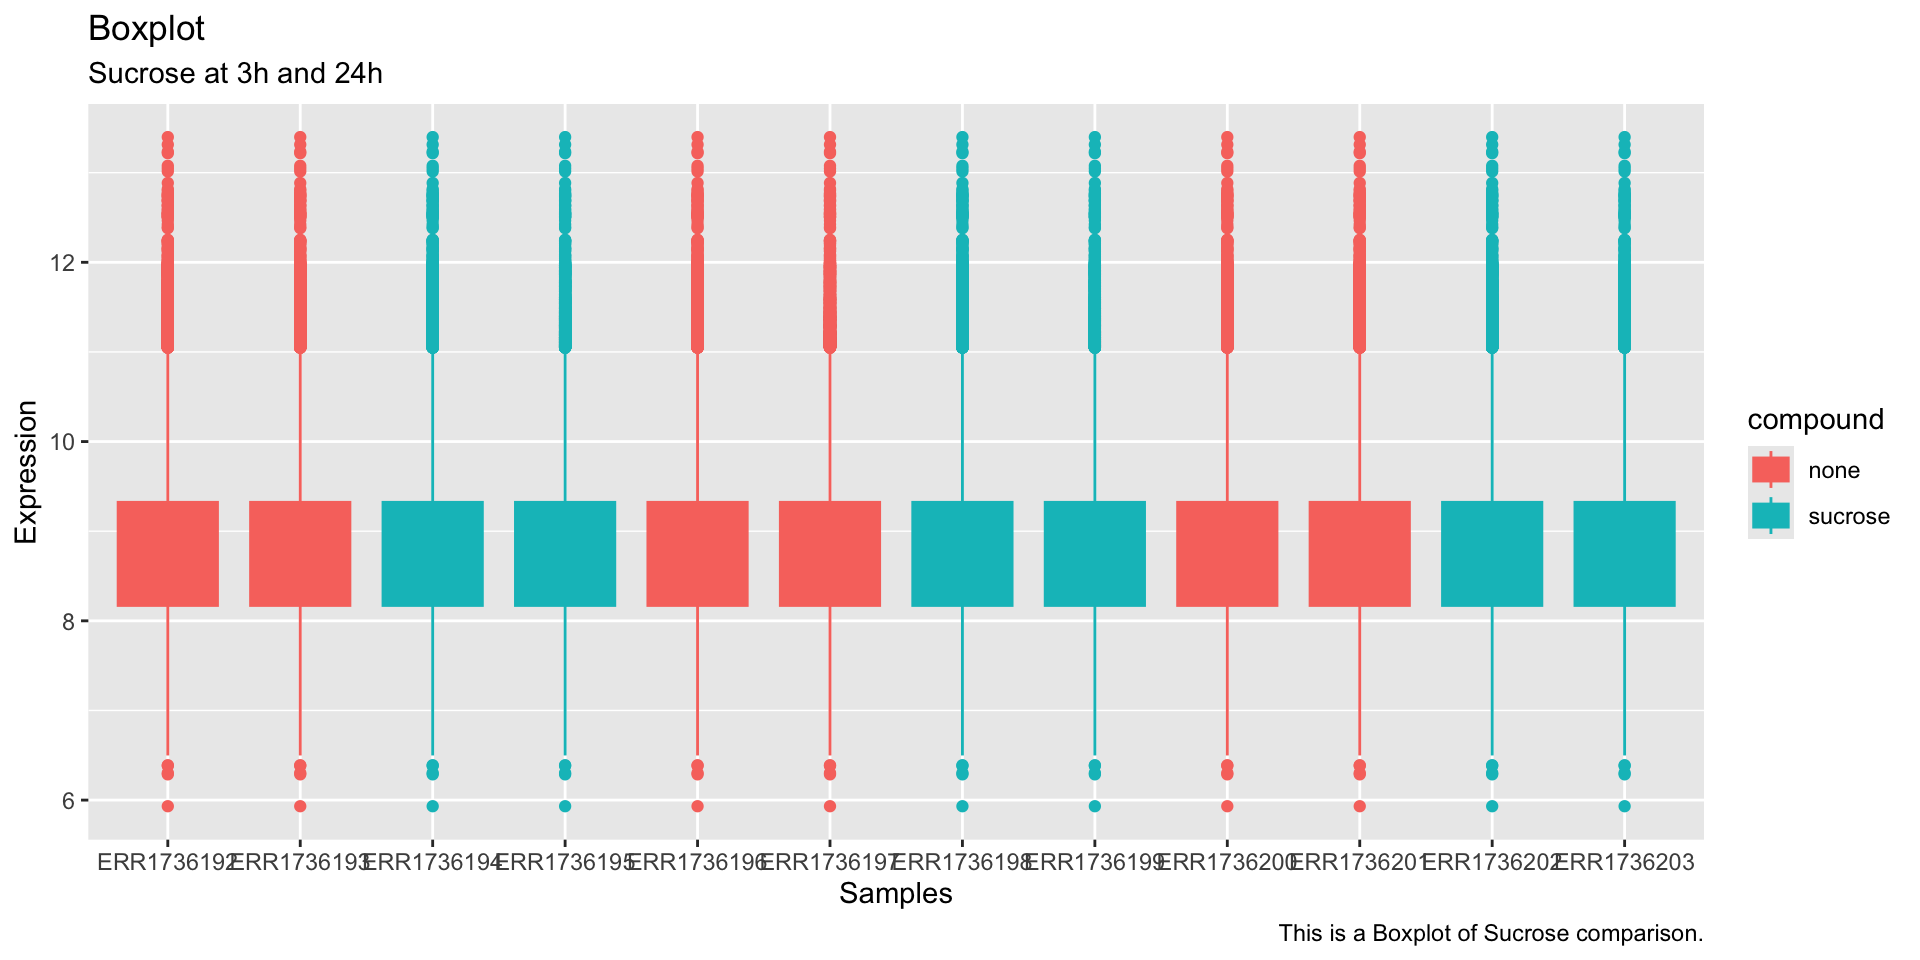 Boxplot
Sucrose at 3h and 24h
Expression
12
10
8
6
ERR1736192 ERR1736193 ERR1736194 ERR1736195 ERR1736196 ERR1736197 ERR1736198 ERR1736199 ERR1736200 ERR1736201 ERR1736202 ERR1736203
Samples
compound
none
sucrose
This is a Boxplot of Sucrose comparison.